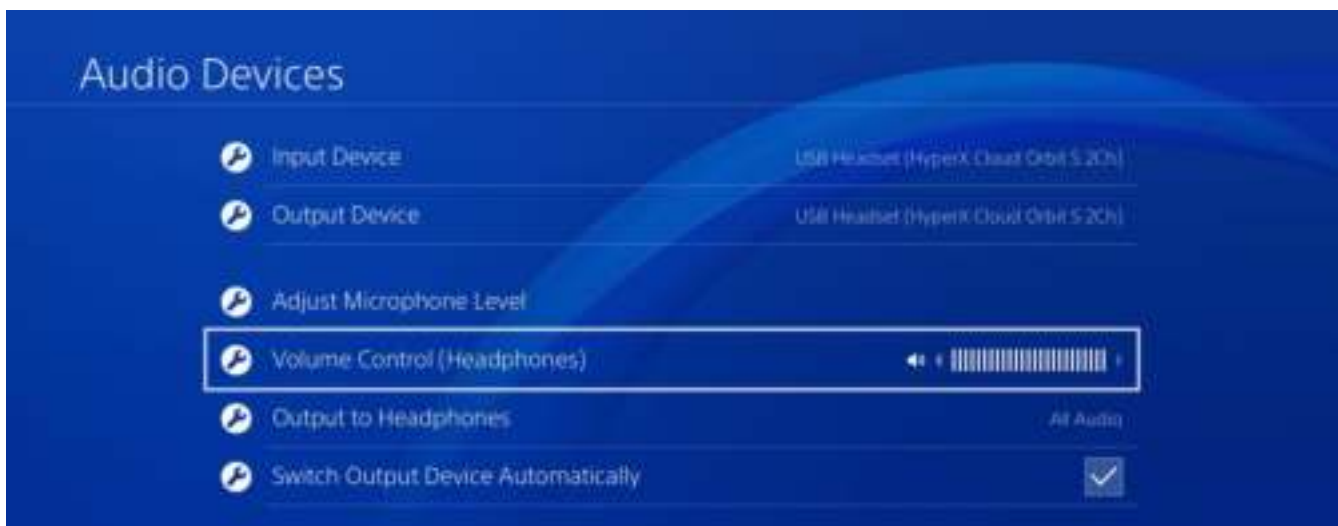 Audio Devices
Input Device USB Headset (HyperX Cloud Orbit S 2Ch)
Output Device USB Headset (HyperX Cloud Orbit S 2Ch)
Adjust Microphone Level
Volume Control (Headphones)
Output to Headphones All Audio
Switch Output Device Automatically